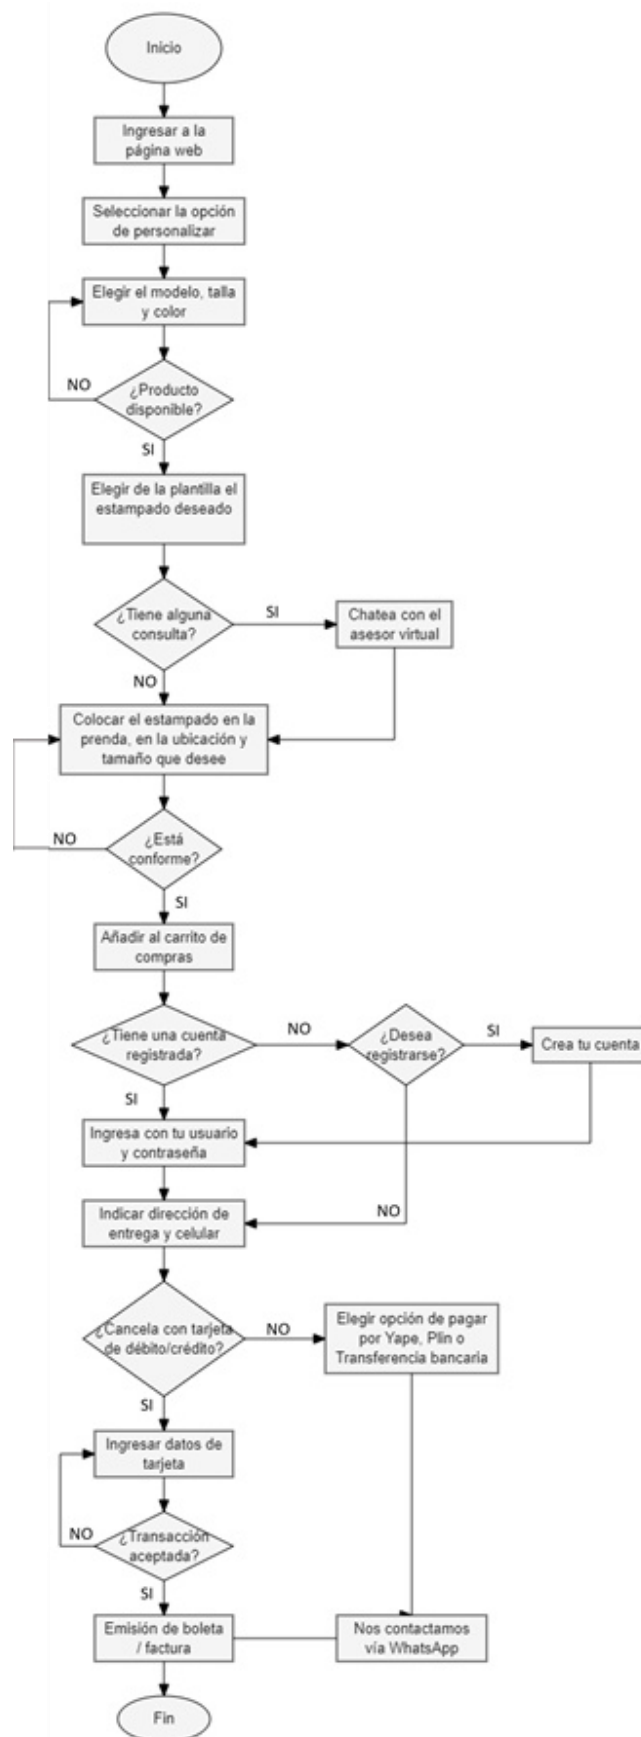 Inicio
Ingresar a la
página web
Seleccionar la opción
de personalizar
Elegir el modelo, talla
y color
NO
¿Producto
disponible?
SI
Elegir de la plantilla el
estampado deseado
¿Tiene alguna
consulta?
SI
Chatea con el
asesor virtual
NO
Colocar el estampado en la
prenda, en la ubicación y
tamaño que desee
NO
¿Está
conforme?
SI
Añadir al carrito de
compras
¿Tiene una cuenta
registrada?
NO
¿Desea
registrarse?
SI
Crea tu cuenta
SI
Ingresa con tu usuario
y contraseña
Indicar dirección de
entrega y celular
NO
¿Cancela con tarjeta
de débito/crédito?
NO
Elegir opción de pagar
por Yape, Plin o
Transferencia bancaria
SI
Ingresar datos de
tarjeta
NO
¿Transacción
aceptada?
SI
Emisión de boleta
/ factura
Nos contactamos
vía WhatsApp
Fin